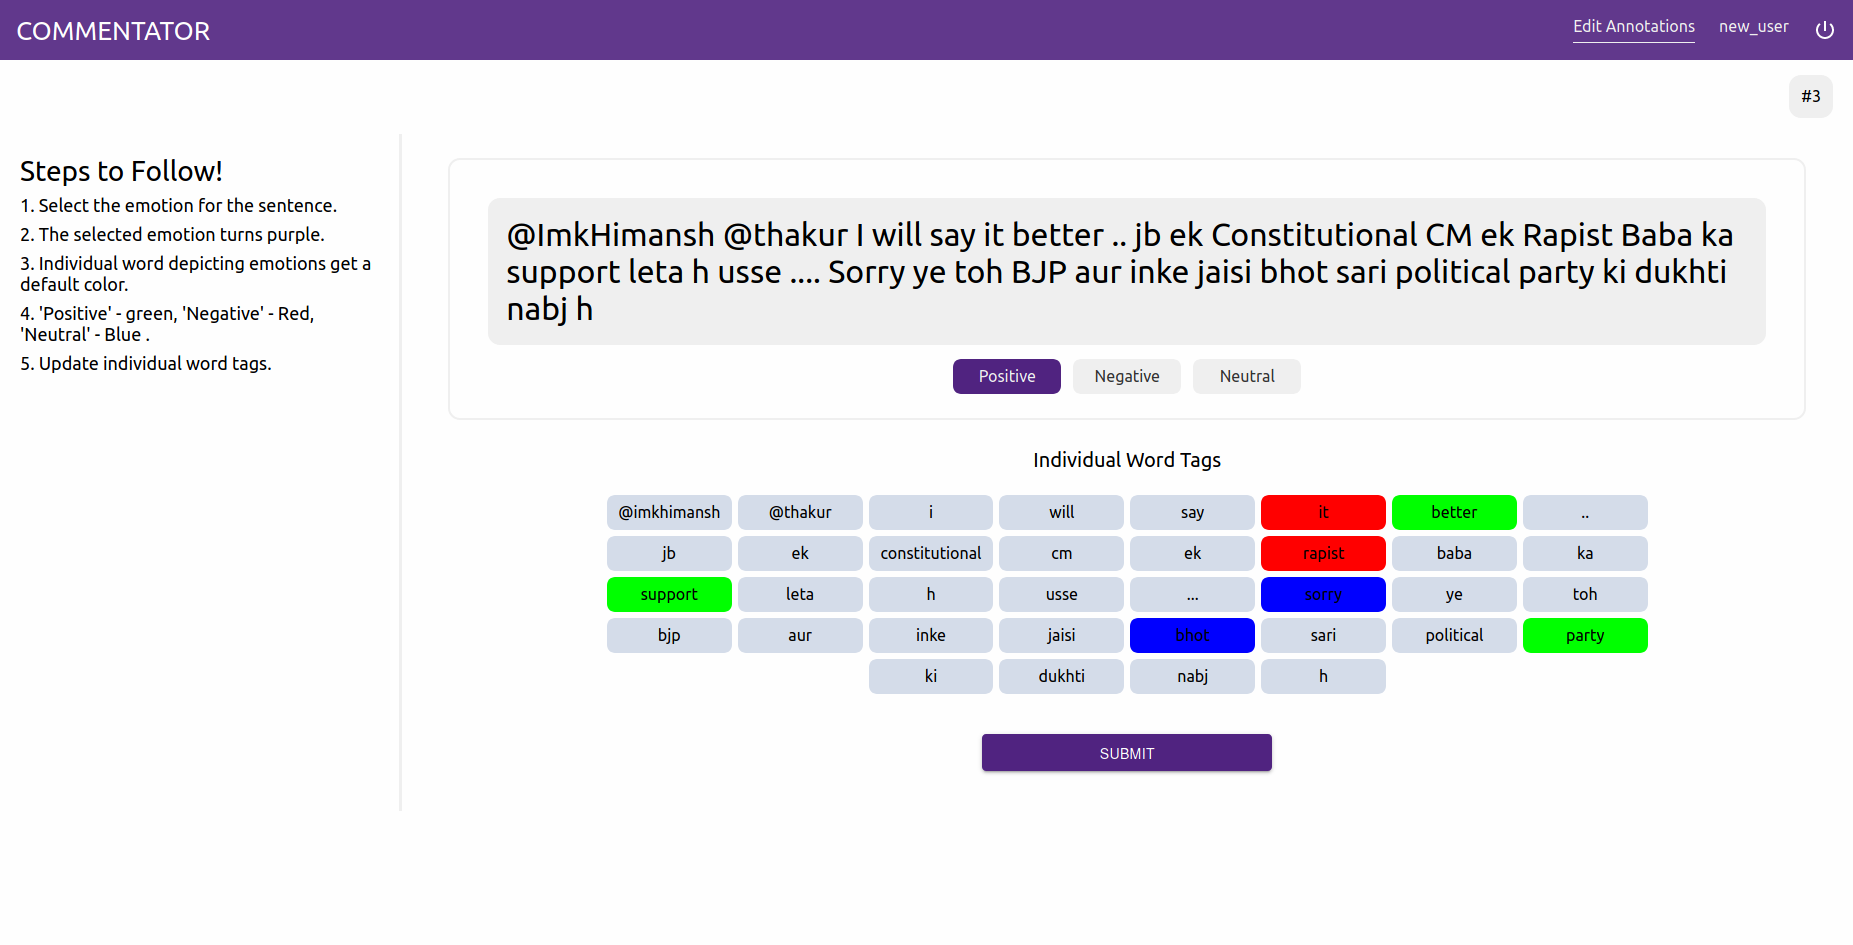 COMMENTATOR
Edit Annotations
new_user
#3
Steps to Follow!
1. Select the emotion for the sentence.
2. The selected emotion turns purple.
3. Individual word depicting emotions get a
default color.
4. 'Positive' - green, 'Negative' - Red,
'Neutral' - Blue .
5. Update individual word tags.
@ImkHimansh @thakur I will say it better .. jb ek Constitutional CM ek Rapist Baba ka
support leta h usse .... Sorry ye toh BJP aur inke jaisi bhot sari political party ki dukhti
nabj h
Positive Negative Neutral
Individual Word Tags
@imkhimansh @thakur i will say it better ..
jb ek constitutional cm ek rapist baba ka
support leta h usse ... sorry ye toh
bjp aur inke jaisi bhot sari political party
ki dukhti nabj h
SUBMIT